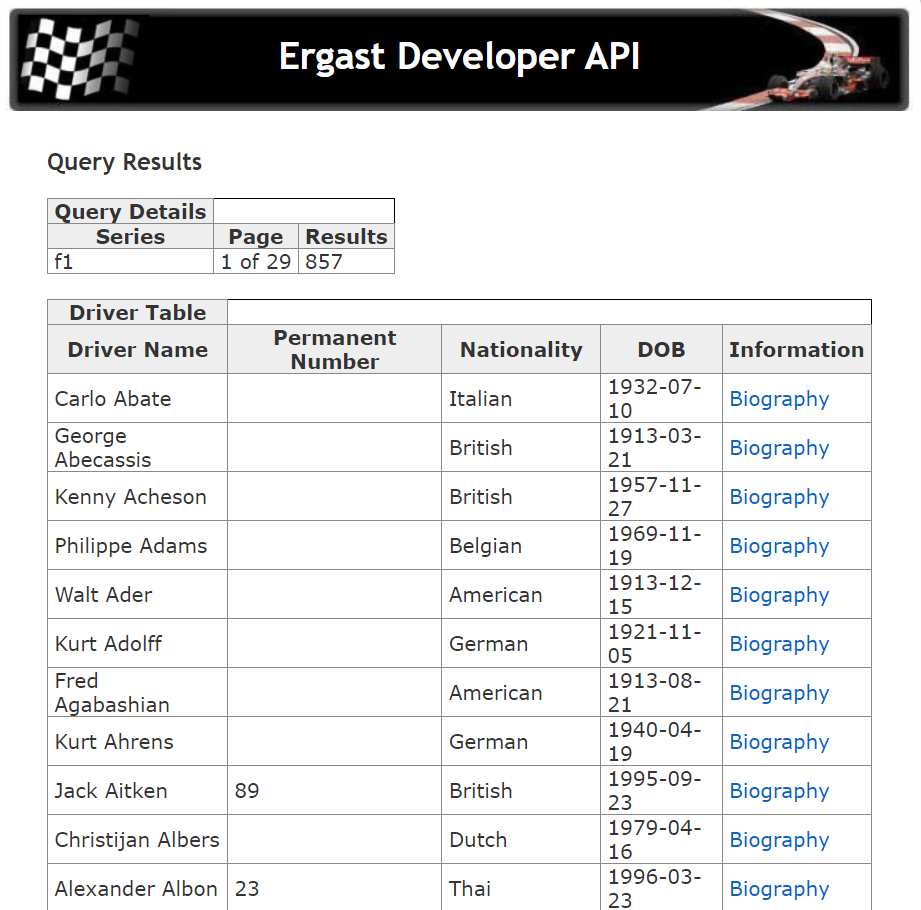 Ergast Developer API
Query Results
Query Details
Series Page Results
f1 1 of 29 857
Driver Table
Driver Name Permanent Number Nationality DOB Information
Carlo Abate Italian 1932-07-10 Biography
George Abecassis British 1913-03-21 Biography
Kenny Acheson British 1957-11-27 Biography
Philippe Adams Belgian 1969-11-19 Biography
Walt Ader American 1913-12-15 Biography
Kurt Adolff German 1921-11-05 Biography
Fred Agabashian American 1913-08-21 Biography
Kurt Ahrens German 1940-04-19 Biography
Jack Aitken 89 British 1995-09-23 Biography
Christijan Albers Dutch 1979-04-16 Biography
Alexander Albon 23 Thai 1996-03-23 Biography